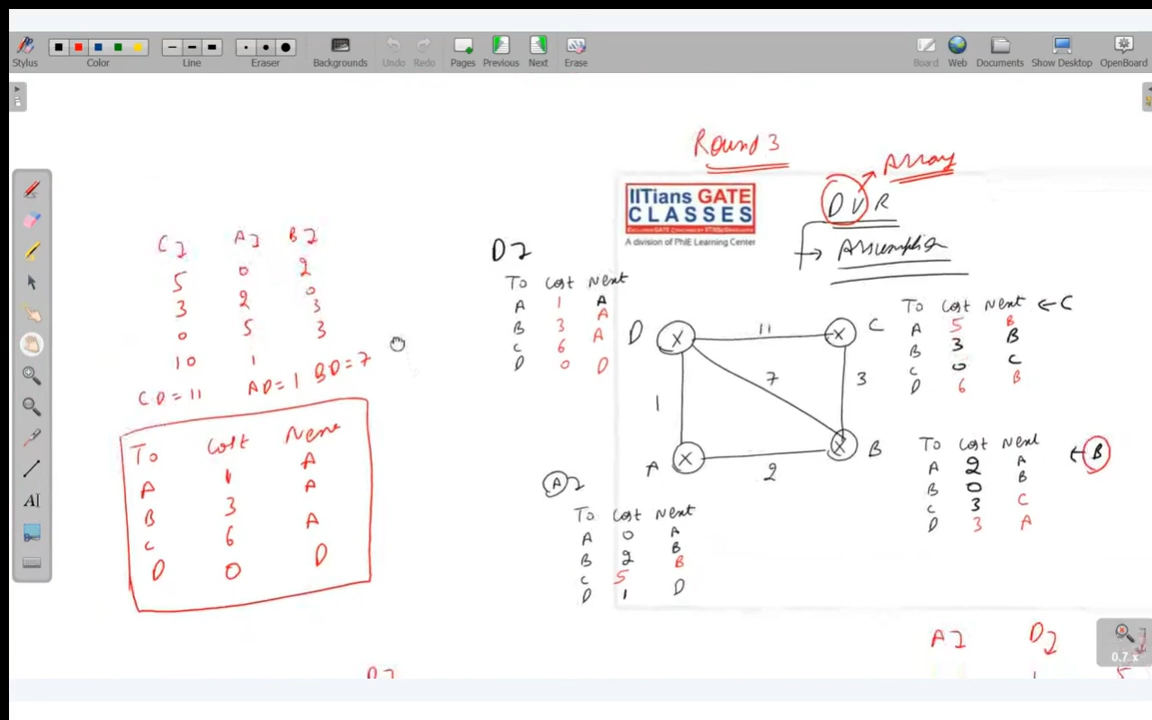 Stylus Color Line Eraser Backgrounds Undo Redo Pages Previous Next Erase Board Web Documents Show Desktop OpenBoard
Round 3
Array
DVR
→ Assumption
IITians GATE
CLASSES
A division of PhIE Learning Center
C A B
5 0 2
3 2 0
0 5 3
10 1 3
CD = 11 AD = 1 BD = 7
To Cost Next
A 1 A
B 3 A
C 6 A
D 0 D
D
To Cost Next
A 1 A
B 3 A
C 6 A
D 0 D
D X 11 X C
1 7 3
A X 2 X B
To Cost Next ← C
A 5 B
B 3 B
C 0 C
D 6 B
To Cost Next ← B
A 2 A
B 0 B
C 3 C
D 3 A
A
To Cost Next
A 0 A
B 2 B
C 5 B
D 1 D
A D
0.7 x